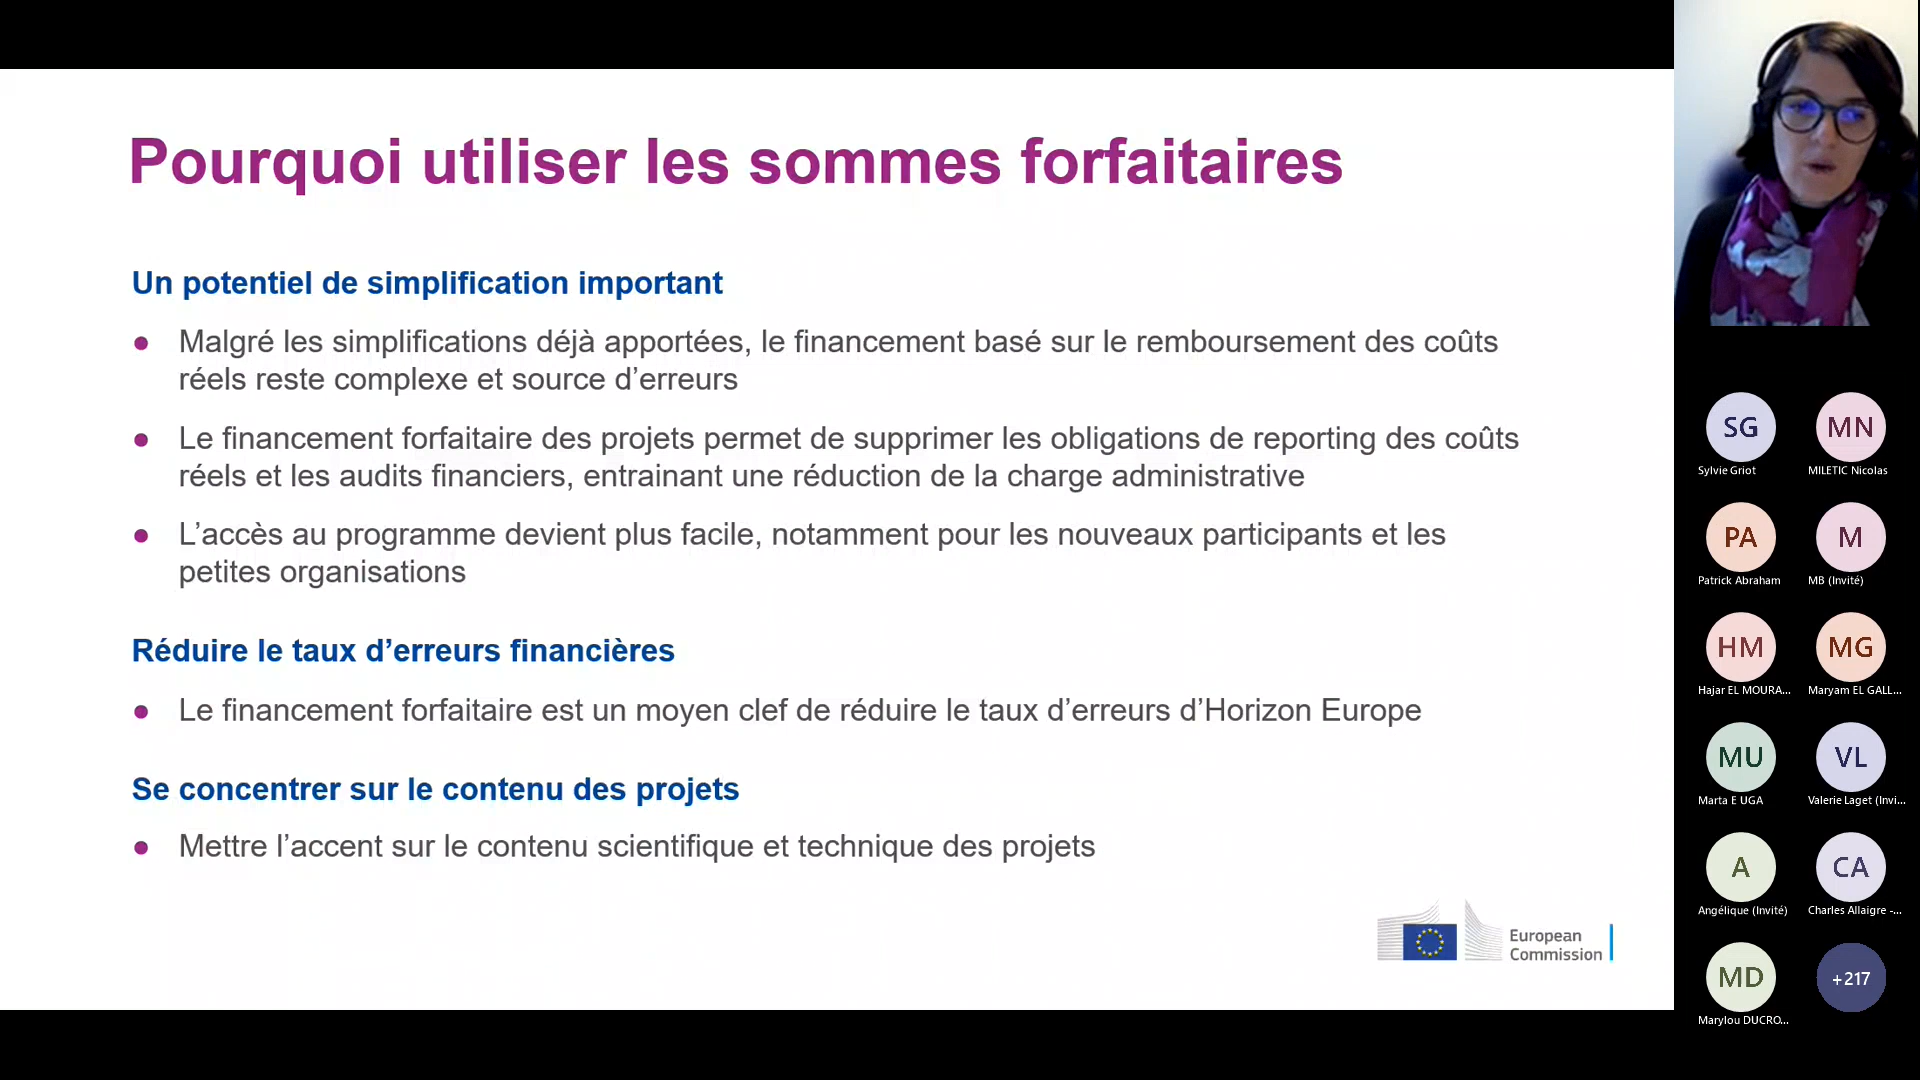 Pourquoi utiliser les sommes forfaitaires
Un potentiel de simplification important
● Malgré les simplifications déjà apportées, le financement basé sur le remboursement des coûts
réels reste complexe et source d'erreurs
● Le financement forfaitaire des projets permet de supprimer les obligations de reporting des coûts
réels et les audits financiers, entrainant une réduction de la charge administrative
● L'accès au programme devient plus facile, notamment pour les nouveaux participants et les
petites organisations
Réduire le taux d'erreurs financières
● Le financement forfaitaire est un moyen clef de réduire le taux d'erreurs d'Horizon Europe
Se concentrer sur le contenu des projets
● Mettre l'accent sur le contenu scientifique et technique des projets
European
Commission
SG
Sylvie Griot
MN
MILETIC Nicolas
PA
Patrick Abraham
M
MB (Invité)
HM
Hajar EL MOURA...
MG
Maryam EL GALL...
MU
Marta E UGA
VL
Valerie Laget (Invi...
A
Angélique (Invité)
CA
Charles Allaigre -...
MD
Marylou DUCRO...
+217